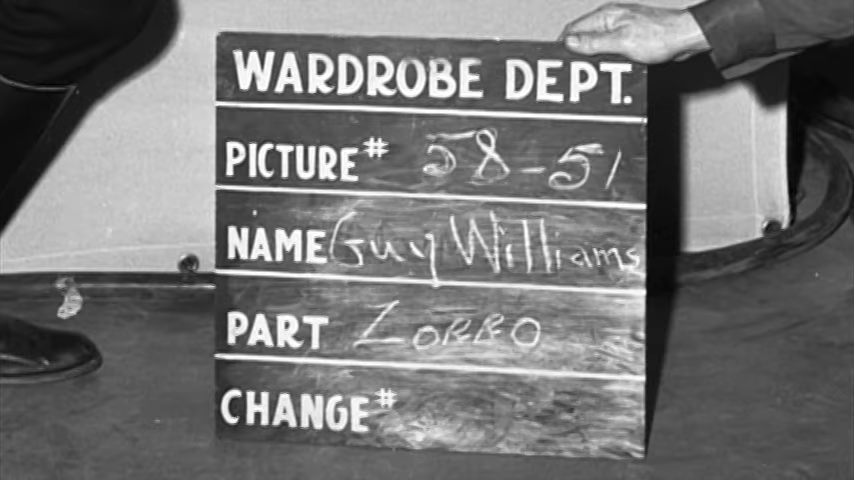 WARDROBE DEPT.
PICTURE# 58-51
NAME Guy Williams
PART ZORRO
CHANGE#